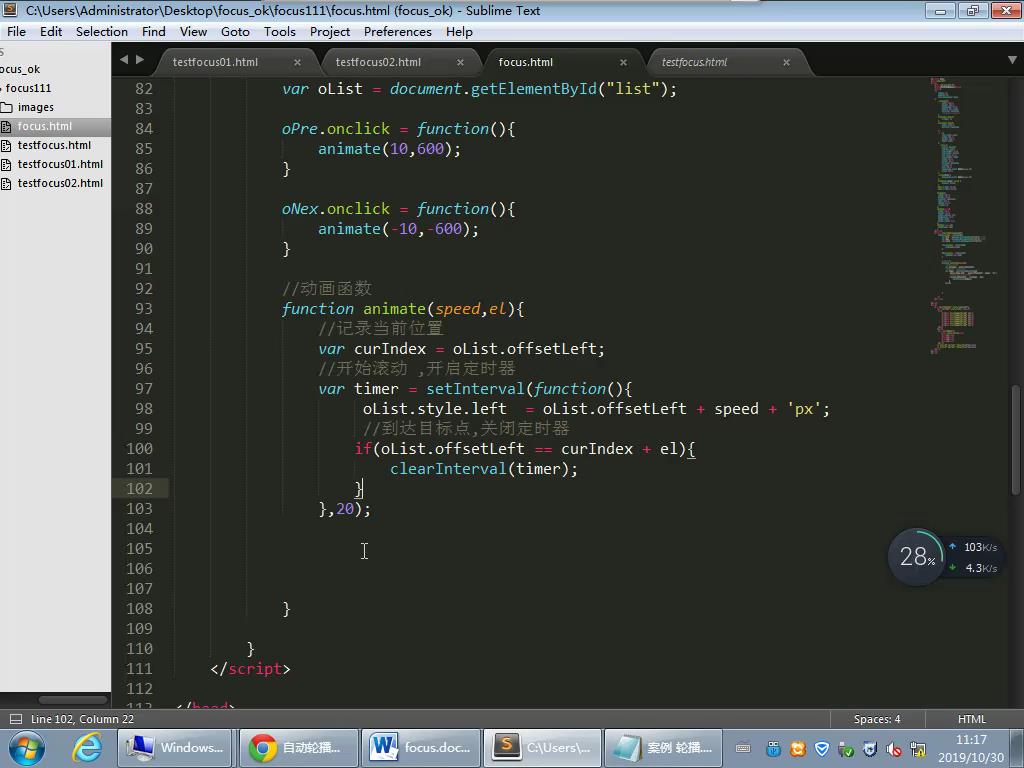 C:\Users\Administrator\Desktop\focus_ok\focus111\focus.html (focus_ok) - Sublime Text
File Edit Selection Find View Goto Tools Project Preferences Help
testfocus01.html × testfocus02.html × focus.html × testfocus.html ×
S
ocus_ok
focus111
images
focus.html
testfocus.html
testfocus01.html
testfocus02.html
82 var oList = document.getElementById("list");
83
84 oPre.onclick = function(){
85 animate(10,600);
86 }
87
88 oNex.onclick = function(){
89 animate(-10,-600);
90 }
91
92 //动画函数
93 function animate(speed,el){
94 //记录当前位置
95 var curIndex = oList.offsetLeft;
96 //开始滚动 ,开启定时器
97 var timer = setInterval(function(){
98 oList.style.left  = oList.offsetLeft + speed + 'px';
99 //到达目标点,关闭定时器
100 if(oList.offsetLeft == curIndex + el){
101 clearInterval(timer);
102 }
103 },20);
104
105
106
107
108 }
109
110 }
111 </script>
112
113 </head>
28%
103K/s
4.3K/s
Line 102, Column 22 Spaces: 4 HTML
Windows... 自动轮播... focus.doc... C:\Users\... 案例 轮播....
11:17
2019/10/30